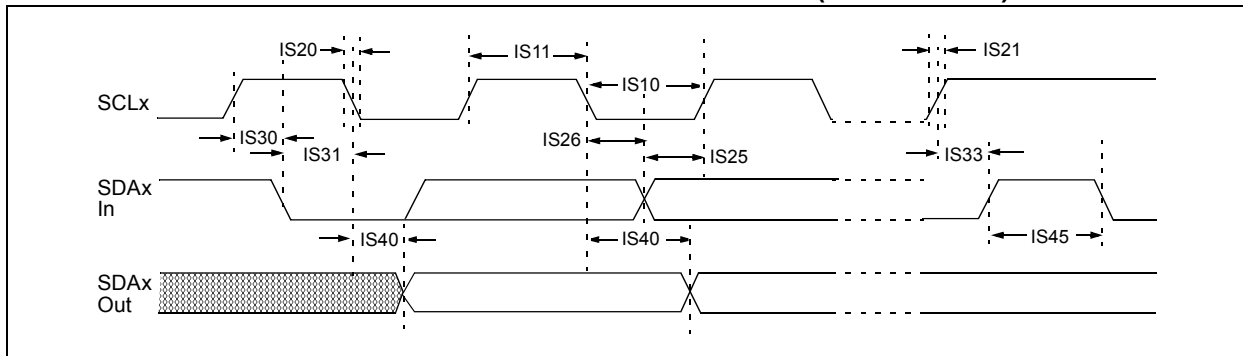 IS20
IS11
IS10
IS21
SCLx
IS30
IS31
IS26
IS25
IS33
SDAx
In
IS40
IS40
IS45
SDAx
Out